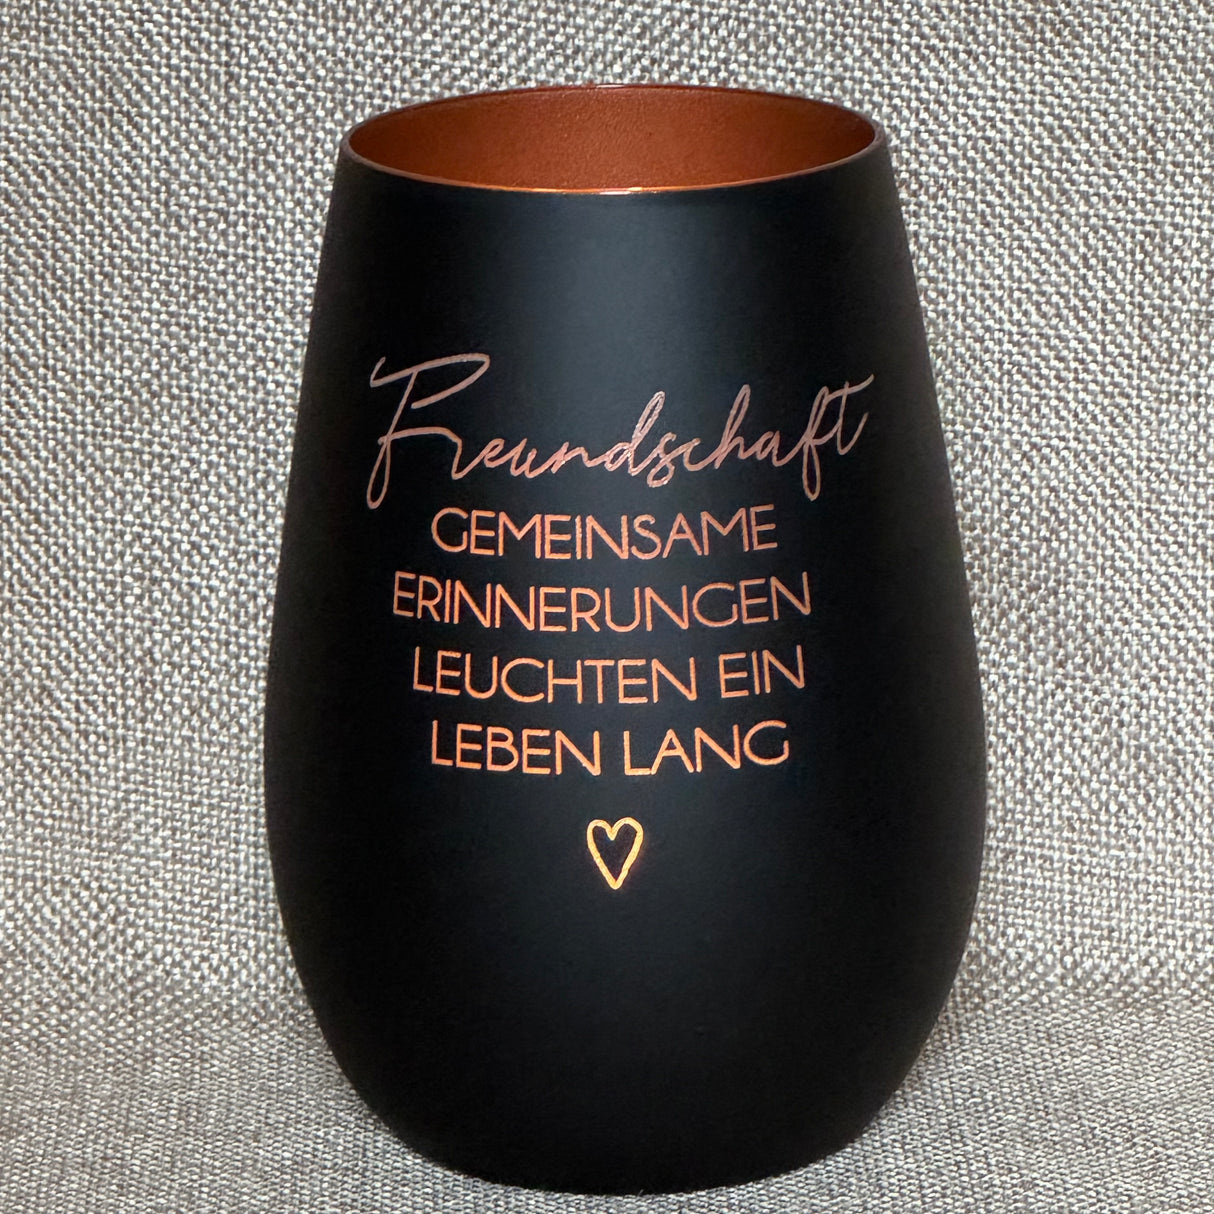 Freundschaft
GEMEINSAME
ERINNERUNGEN
LEUCHTEN EIN
LEBEN LANG